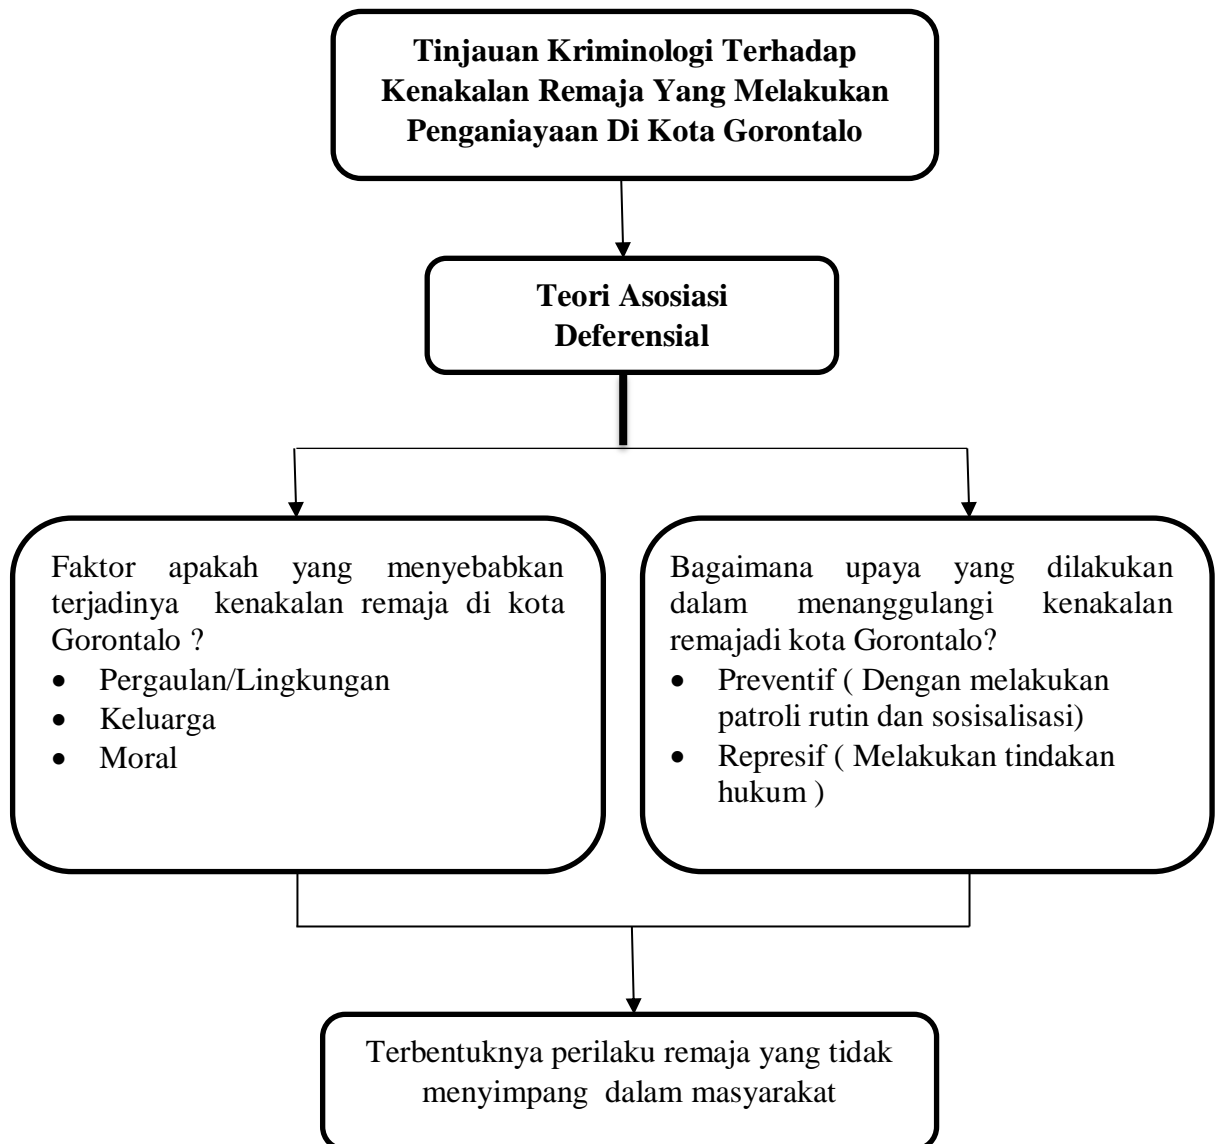 Tinjauan Kriminologi Terhadap
Kenakalan Remaja Yang Melakukan
Penganiayaan Di Kota Gorontalo
Teori Asosiasi
Deferensial
Faktor apakah yang menyebabkan
terjadinya kenakalan remaja di kota
Gorontalo ?
• Pergaulan/Lingkungan
• Keluarga
• Moral
Bagaimana upaya yang dilakukan
dalam menanggulangi kenakalan
remajadi kota Gorontalo?
• Preventif ( Dengan melakukan
patroli rutin dan sosisalisasi)
• Represif ( Melakukan tindakan
hukum )
Terbentuknya perilaku remaja yang tidak
menyimpang dalam masyarakat